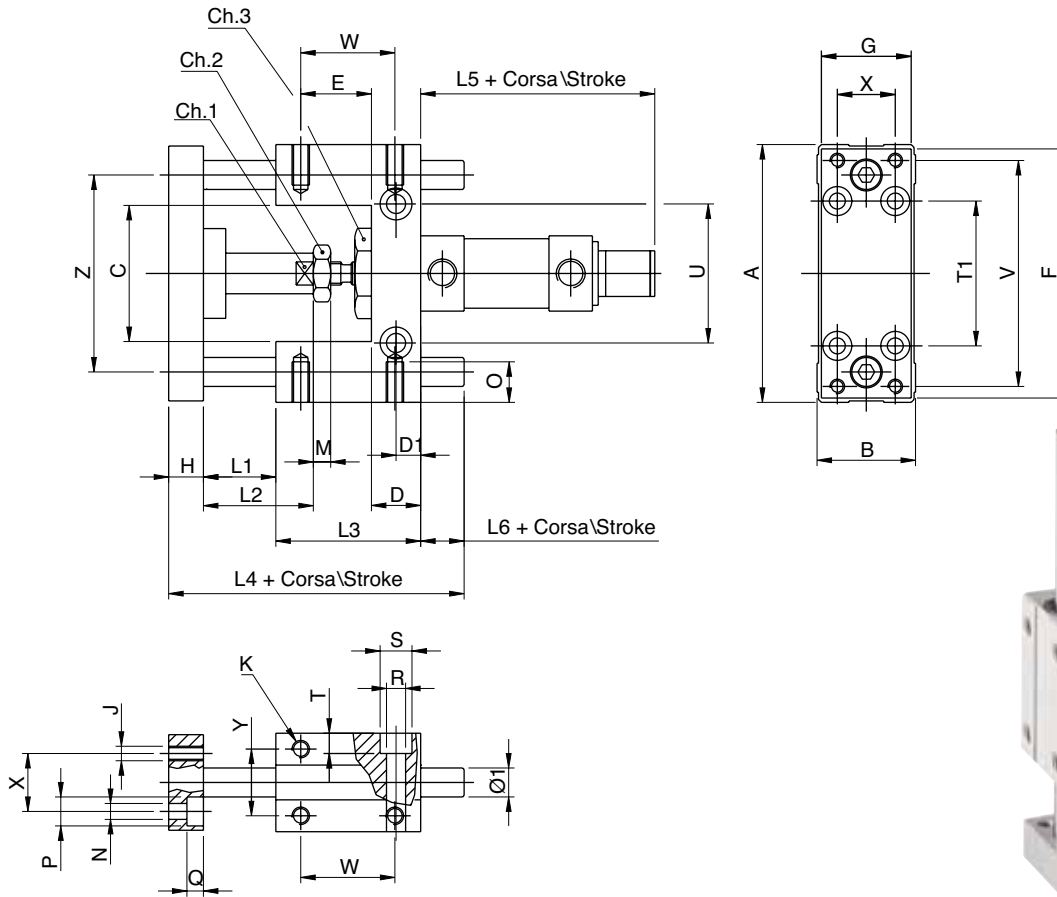 Ch.3
W
G
Ch.2
E
L5 + Corsa\Stroke
X
Ch.1
Z
C
U
A
T1
V
F
O
M
D1
B
H
L1
L2
D
L3
L6 + Corsa\Stroke
L4 + Corsa\Stroke
S
K
R
T
J
Y
X
Ø1
P
N
W
Q